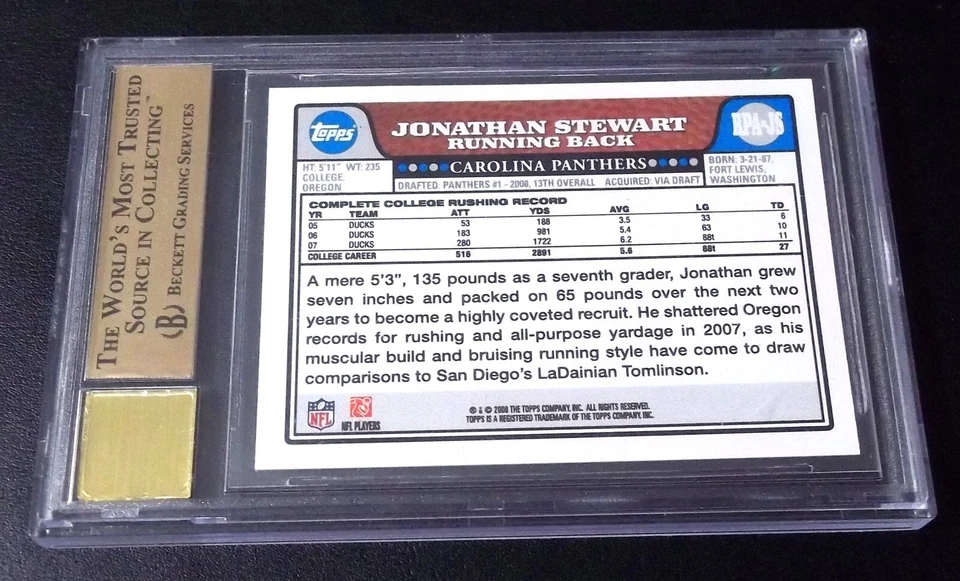 THE WORLD'S MOST TRUSTED
SOURCE IN COLLECTING™
(B) BECKETT GRADING SERVICES
Topps
JONATHAN STEWART
RUNNING BACK
RPA-JS
CAROLINA PANTHERS
HT: 5'11" WT: 235
COLLEGE:
OREGON
DRAFTED: PANTHERS #1 - 2008, 13TH OVERALL ACQUIRED: VIA DRAFT
BORN: 3-21-87,
FORT LEWIS,
WASHINGTON
COMPLETE COLLEGE RUSHING RECORD
YR TEAM ATT YDS AVG LG TD
05 DUCKS 53 188 3.5 33 6
06 DUCKS 183 981 5.4 63 10
07 DUCKS 280 1722 6.2 88t 11
COLLEGE CAREER 516 2891 5.6 88t 27
A mere 5'3", 135 pounds as a seventh grader, Jonathan grew
seven inches and packed on 65 pounds over the next two
years to become a highly coveted recruit. He shattered Oregon
records for rushing and all-purpose yardage in 2007, as his
muscular build and bruising running style have come to draw
comparisons to San Diego's LaDainian Tomlinson.
NFL
NFL PLAYERS
® & © 2008 THE TOPPS COMPANY, INC. ALL RIGHTS RESERVED.
TOPPS IS A REGISTERED TRADEMARK OF THE TOPPS COMPANY, INC.